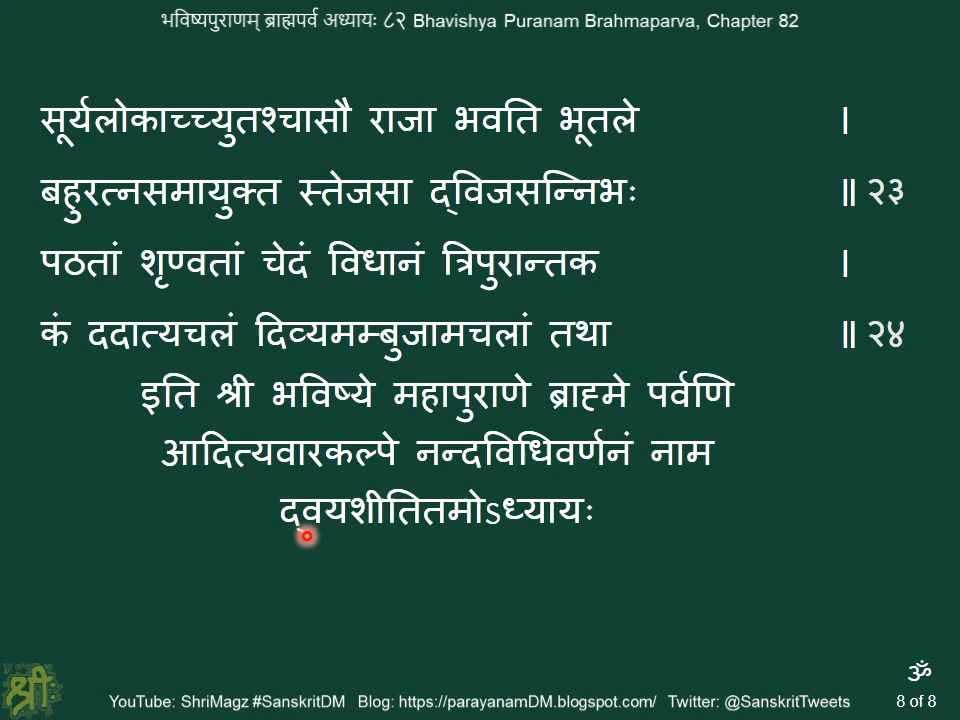 भविष्यपुराणम् ब्राह्मपर्व अध्यायः ८२ Bhavishya Puranam Brahmaparva, Chapter 82
सूर्यलोकाच्च्युतश्चासौ राजा भवति भूतले ।
बहुरत्नसमायुक्त स्तेजसा द्विजसन्निभः ॥ २३
पठतां शृण्वतां चेदं विधानं त्रिपुरान्तक ।
कं ददात्यचलं दिव्यमम्बुजामचलां तथा ॥ २४
इति श्री भविष्ये महापुराणे ब्राह्मे पर्वणि
आदित्यवारकल्पे नन्दविधिवर्णनं नाम
द्वयशीतितमोऽध्यायः
श्रीः
ॐ
YouTube: ShriMagz #SanskritDM Blog: https://parayanamDM.blogspot.com/ Twitter: @SanskritTweets 8 of 8